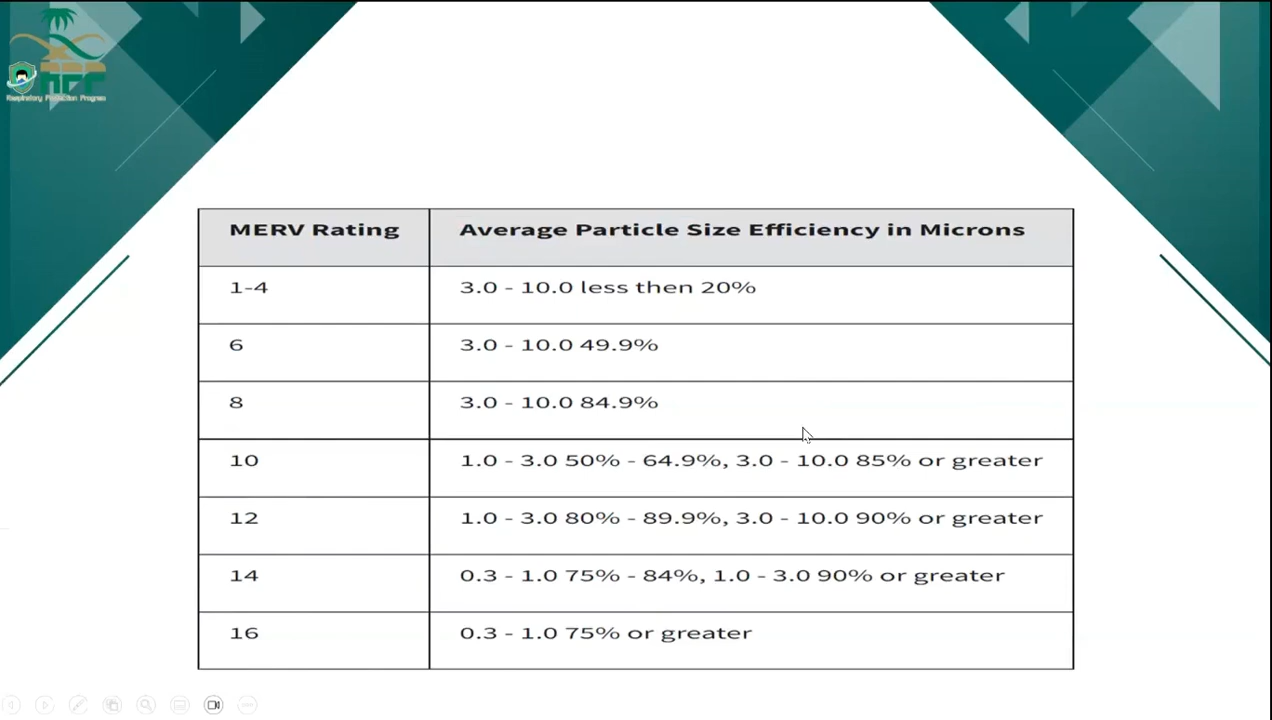 RPP
Respiratory Protection Program
MERV Rating Average Particle Size Efficiency in Microns
1-4 3.0 - 10.0 less then 20%
6 3.0 - 10.0 49.9%
8 3.0 - 10.0 84.9%
10 1.0 - 3.0 50% - 64.9%, 3.0 - 10.0 85% or greater
12 1.0 - 3.0 80% - 89.9%, 3.0 - 10.0 90% or greater
14 0.3 - 1.0 75% - 84%, 1.0 - 3.0 90% or greater
16 0.3 - 1.0 75% or greater